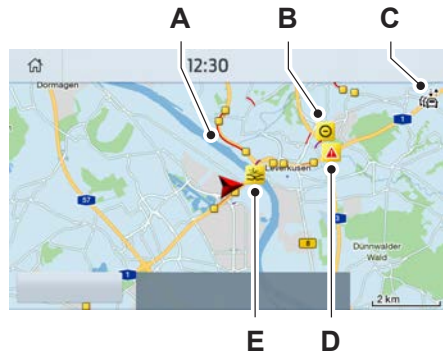 A
B
C
12:30
Dormagen
1
Leverkusen
57
3
8
Dünnwalder
Wald
1
2 km
E
D